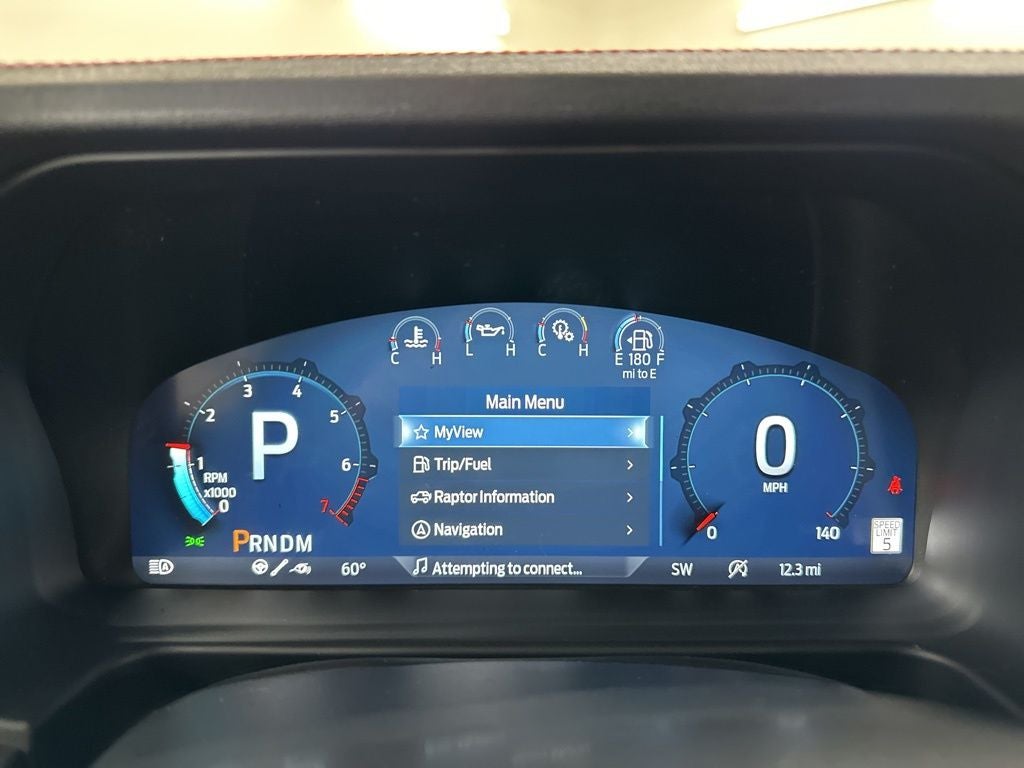 C H
L H
C H
E 180 F
mi to E
0
1
2
3
4
5
6
7
RPM
x1000
P
PRNDM
Main Menu
MyView
Trip/Fuel
Raptor Information
Navigation
0
MPH
0
140
SPEED
LIMIT
5
A
60°
Attempting to connect...
SW
A
12.3 mi